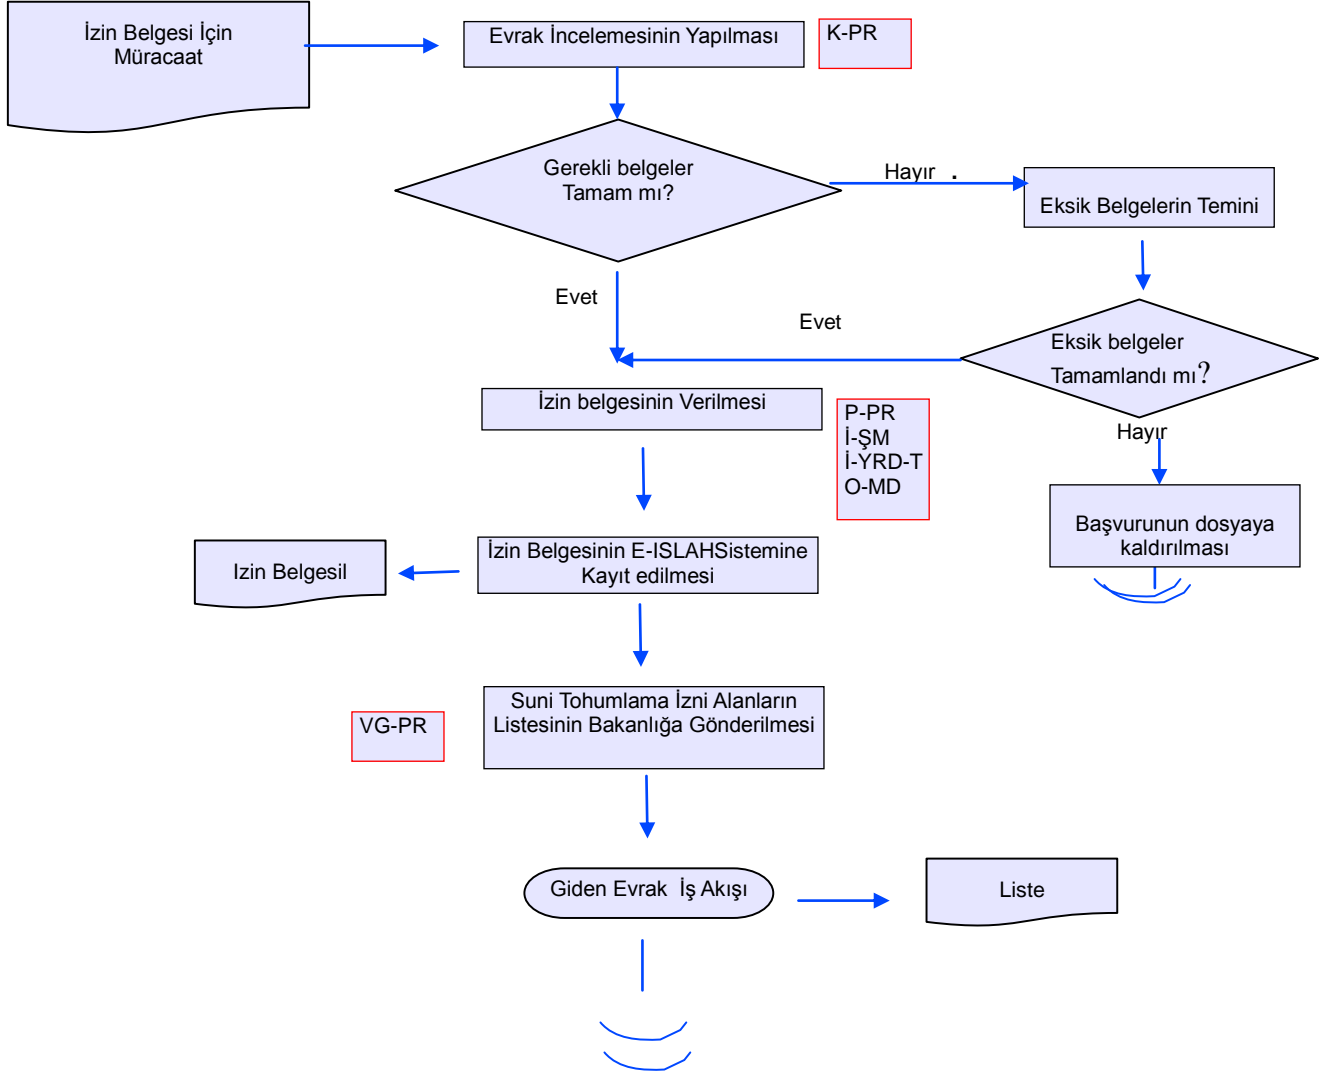 İzin Belgesi İçin
Müracaat
Evrak İncelemesinin Yapılması
K-PR
Gerekli belgeler
Tamam mı?
Hayır .
Eksik Belgelerin Temini
Evet
Evet
Eksik belgeler
Tamamlandı mı?
Hayır
İzin belgesinin Verilmesi
P-PR
İ-ŞM
İ-YRD-T
O-MD
Başvurunun dosyaya
kaldırılması
İzin Belgesinin E-ISLAHSistemine
Kayıt edilmesi
Izin Belgesil
Suni Tohumlama İzni Alanların
Listesinin Bakanlığa Gönderilmesi
VG-PR
Giden Evrak İş Akışı
Liste